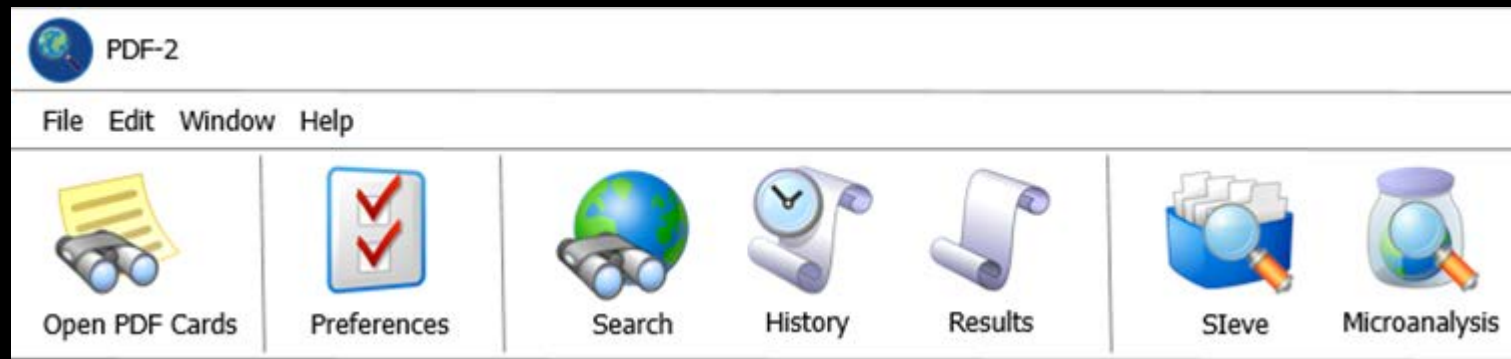 PDF-2
File Edit Window Help
Open PDF Cards Preferences Search History Results SIeve Microanalysis